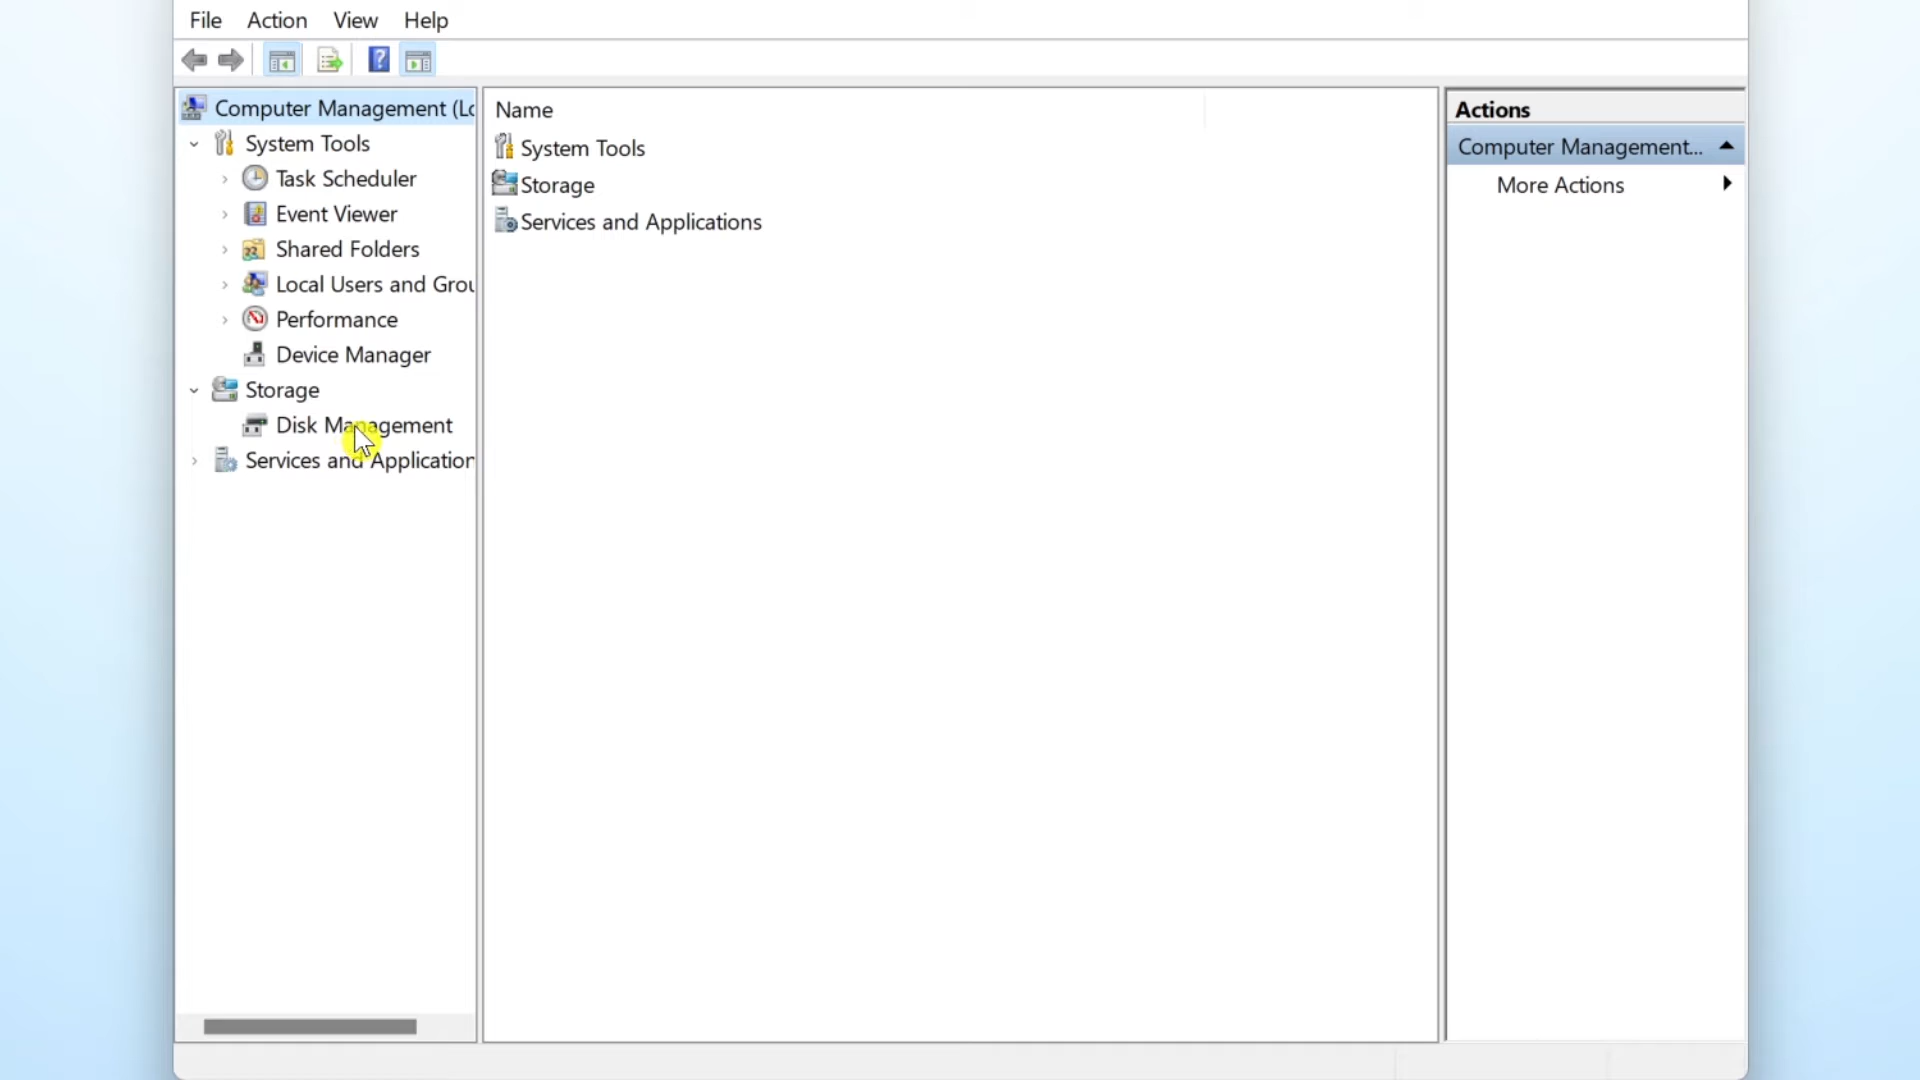 File Action View Help
Computer Management (Lo
System Tools
Task Scheduler
Event Viewer
Shared Folders
Local Users and Grou
Performance
Device Manager
Storage
Disk Management
Services and Application
Name
System Tools
Storage
Services and Applications
Actions
Computer Management...
More Actions